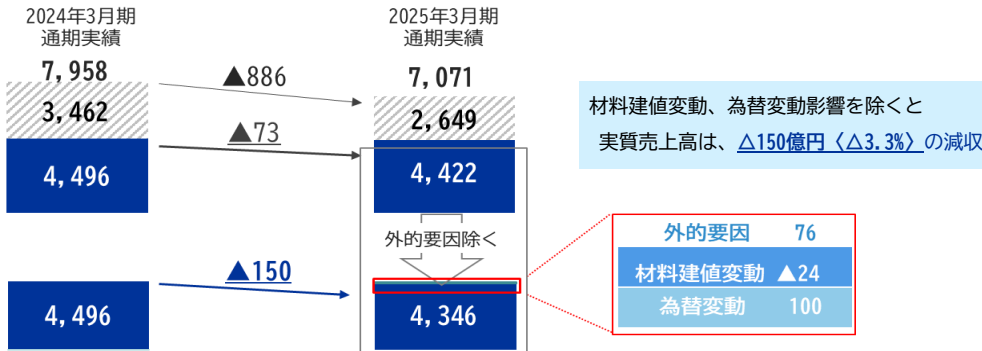 2024年3月期
通期実績
2025年3月期
通期実績
7,958
▲886
7,071
3,462
2,649
▲73
4,496
4,422
材料建値変動、為替変動影響を除くと
実質売上高は、△150億円〈△3.3%〉の減収
外的要因除く
外的要因 76
材料建値変動 ▲24
為替変動 100
▲150
4,496
4,346